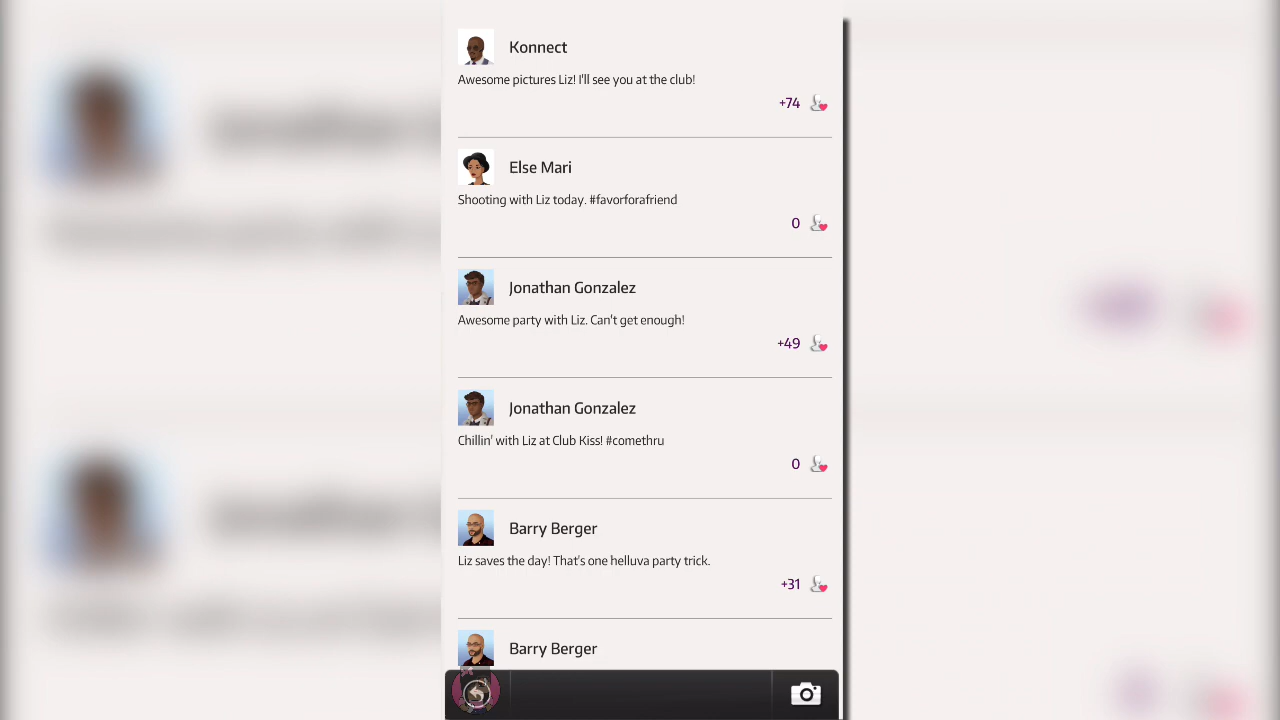 Konnect
Awesome pictures Liz! I'll see you at the club!
+74
Else Mari
Shooting with Liz today. #favorforafriend
0
Jonathan Gonzalez
Awesome party with Liz. Can't get enough!
+49
Jonathan Gonzalez
Chillin' with Liz at Club Kiss! #comethru
0
Barry Berger
Liz saves the day! That's one helluva party trick.
+31
Barry Berger